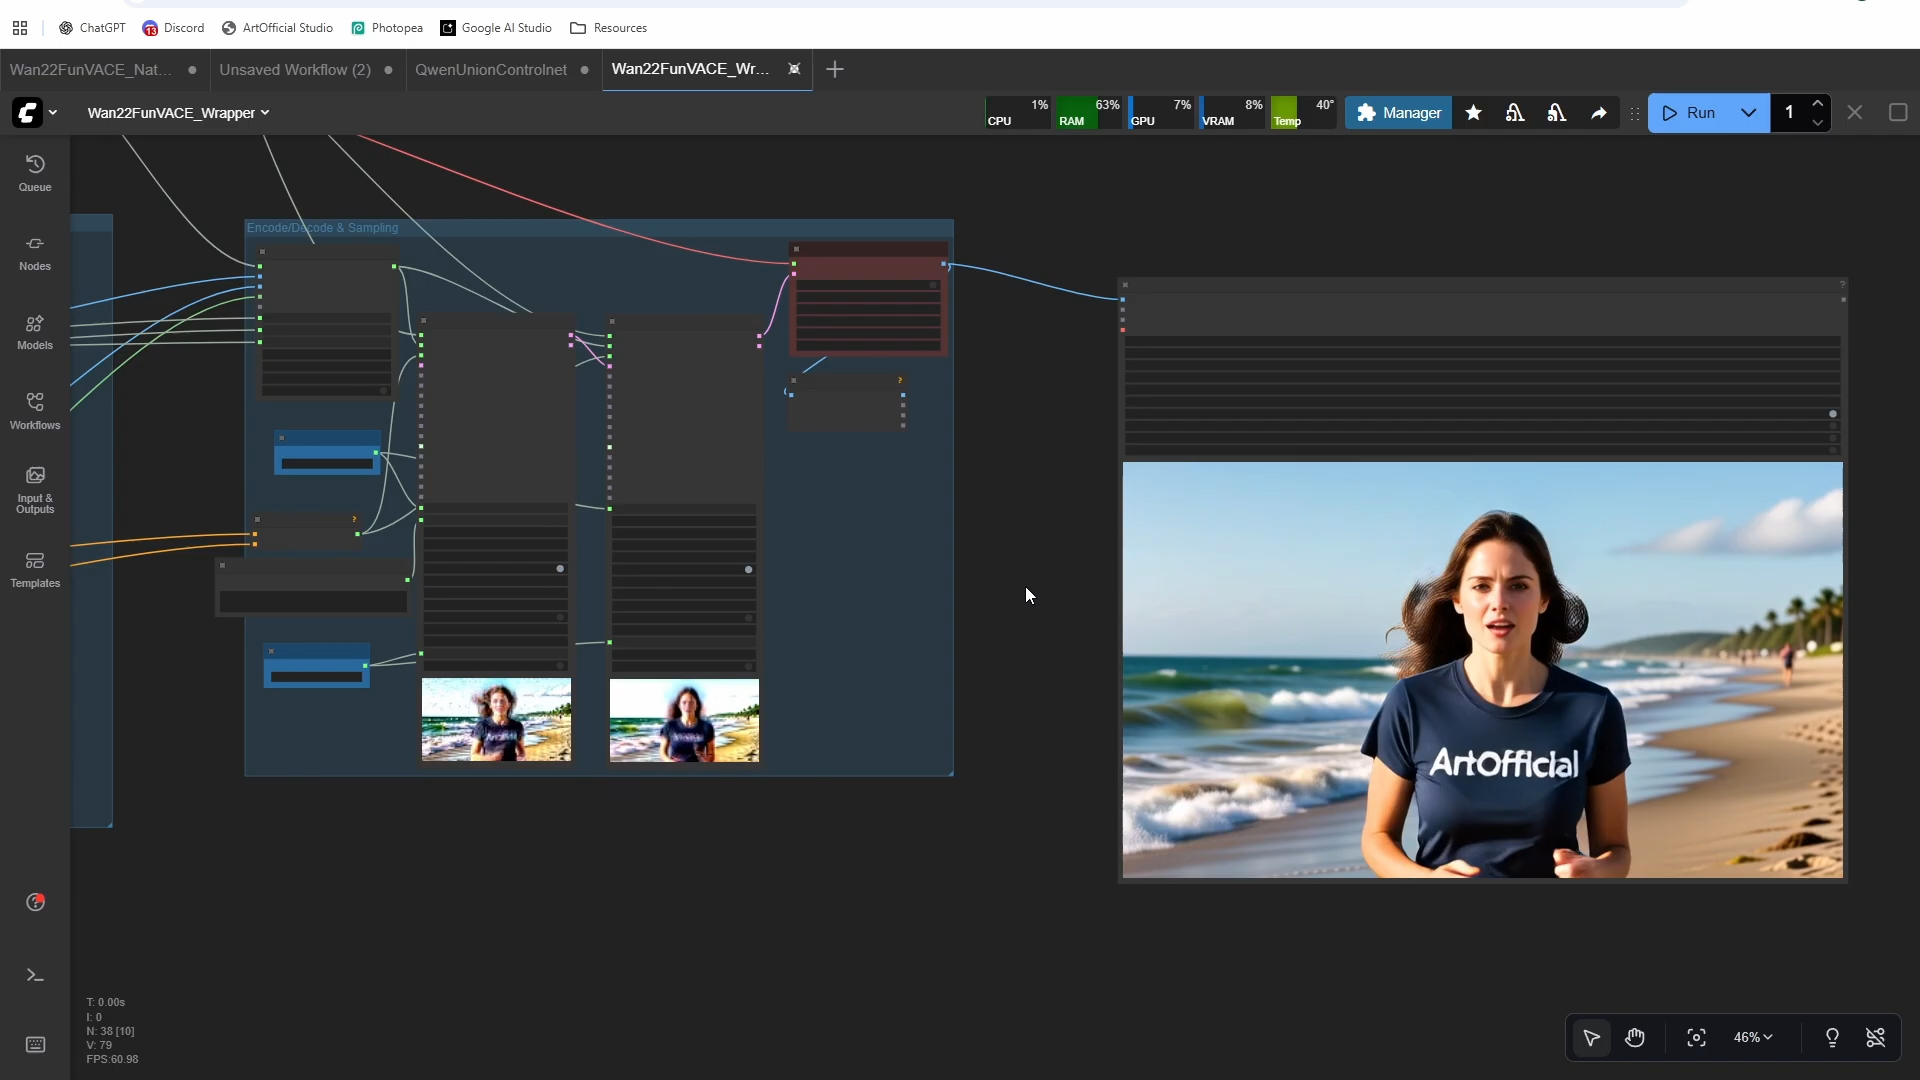 ChatGPT
13
Discord
ArtOfficial Studio
Photopea
Google AI Studio
Resources
Wan22FunVACE_Nat...
Unsaved Workflow (2)
QwenUnionControlnet
Wan22FunVACE_Wr...
Wan22FunVACE_Wrapper
CPU 1%
RAM 63%
GPU 7%
VRAM 8%
Temp 40°
Manager
Run
1
Queue
Nodes
Models
Workflows
Input &
Outputs
Templates
Encode/Decode & Sampling
?
?
?
ArtOfficial
T: 0.00s
I: 0
N: 38 [10]
V: 79
FPS:60.98
46%